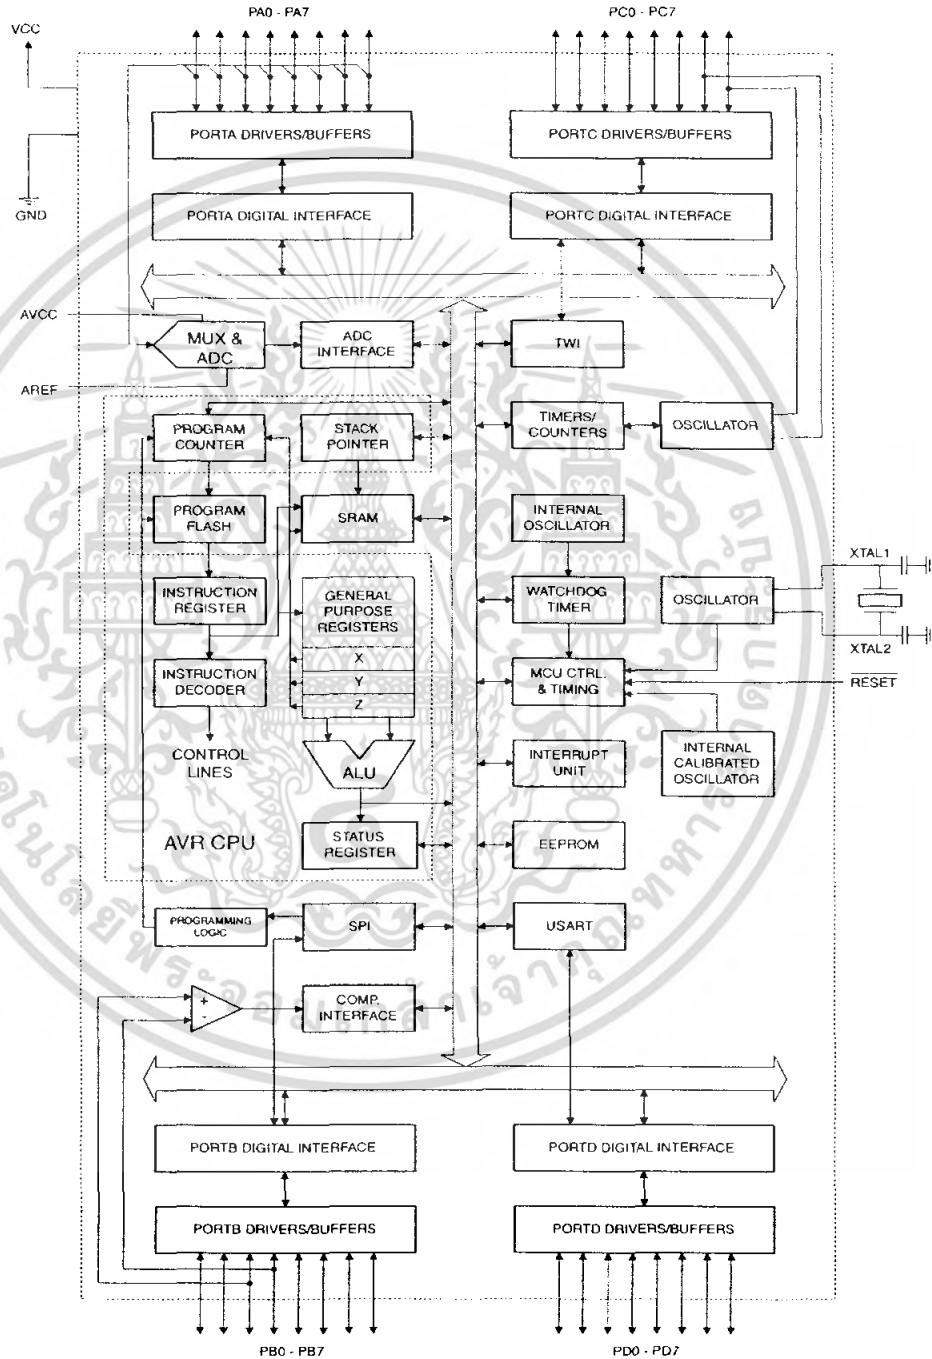 PA0 - PA7
PC0 - PC7
VCC
PORTA DRIVERS/BUFFERS
PORTC DRIVERS/BUFFERS
GND
PORTA DIGITAL INTERFACE
PORTC DIGITAL INTERFACE
AVCC
MUX &
ADC
ADC
INTERFACE
TWI
AREF
PROGRAM
COUNTER
STACK
POINTER
TIMERS/
COUNTERS
OSCILLATOR
PROGRAM
FLASH
SRAM
INTERNAL
OSCILLATOR
XTAL1
INSTRUCTION
REGISTER
GENERAL
PURPOSE
REGISTERS
WATCHDOG
TIMER
OSCILLATOR
X
XTAL2
INSTRUCTION
DECODER
Y
Z
MCU CTRL.
& TIMING
RESET
CONTROL
LINES
ALU
INTERRUPT
UNIT
INTERNAL
CALIBRATED
OSCILLATOR
AVR CPU
STATUS
REGISTER
EEPROM
PROGRAMMING
LOGIC
SPI
USART
+
-
COMP.
INTERFACE
PORTB DIGITAL INTERFACE
PORTD DIGITAL INTERFACE
PORTB DRIVERS/BUFFERS
PORTD DRIVERS/BUFFERS
PB0 - PB7
PD0 - PD7